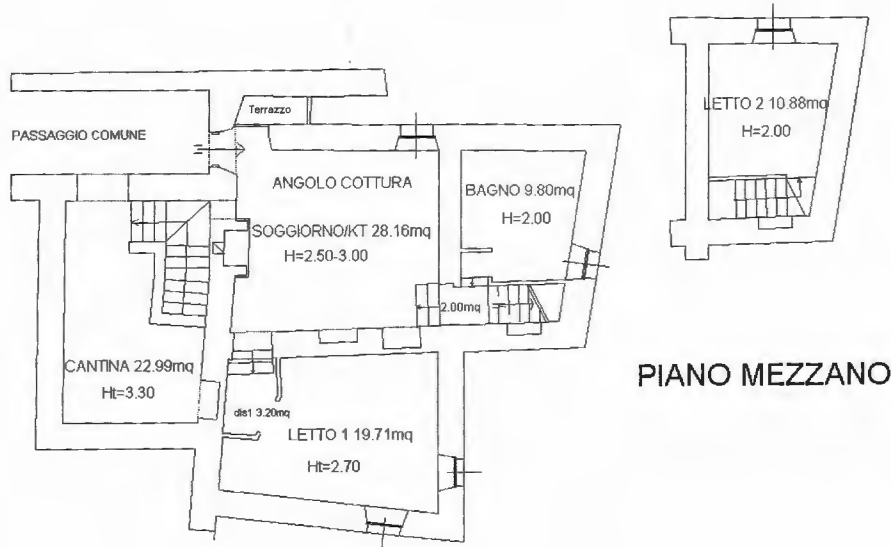 Terrazzo
PASSAGGIO COMUNE
ANGOLO COTTURA
SOGGIORNO/KT 28.16mq
H=2.50-3.00
BAGNO 9.80mq
H=2.00
2.00mq
CANTINA 22.99mq
Ht=3.30
dis1 3.20mq
LETTO 1 19.71mq
Ht=2.70
LETTO 2 10.88mq
H=2.00
PIANO MEZZANO